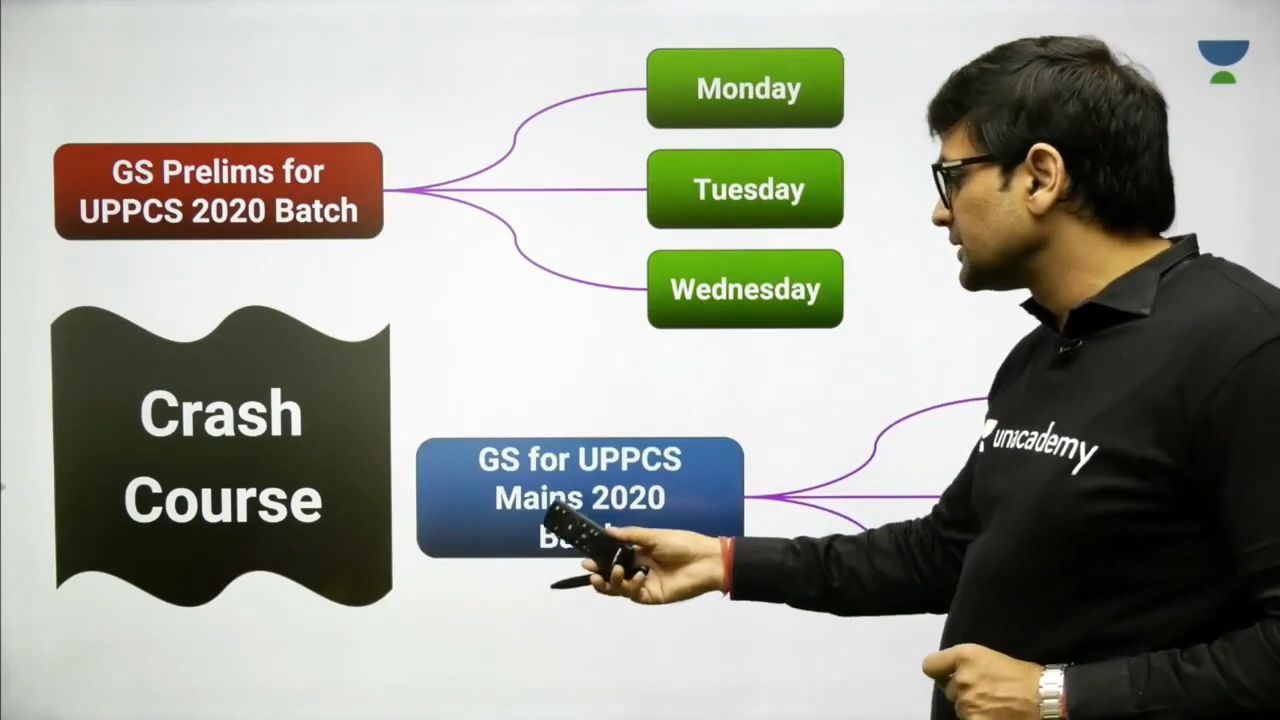 GS Prelims for
UPPCS 2020 Batch
Monday
Tuesday
Wednesday
Crash
Course
GS for UPPCS
Mains 2020
unacademy